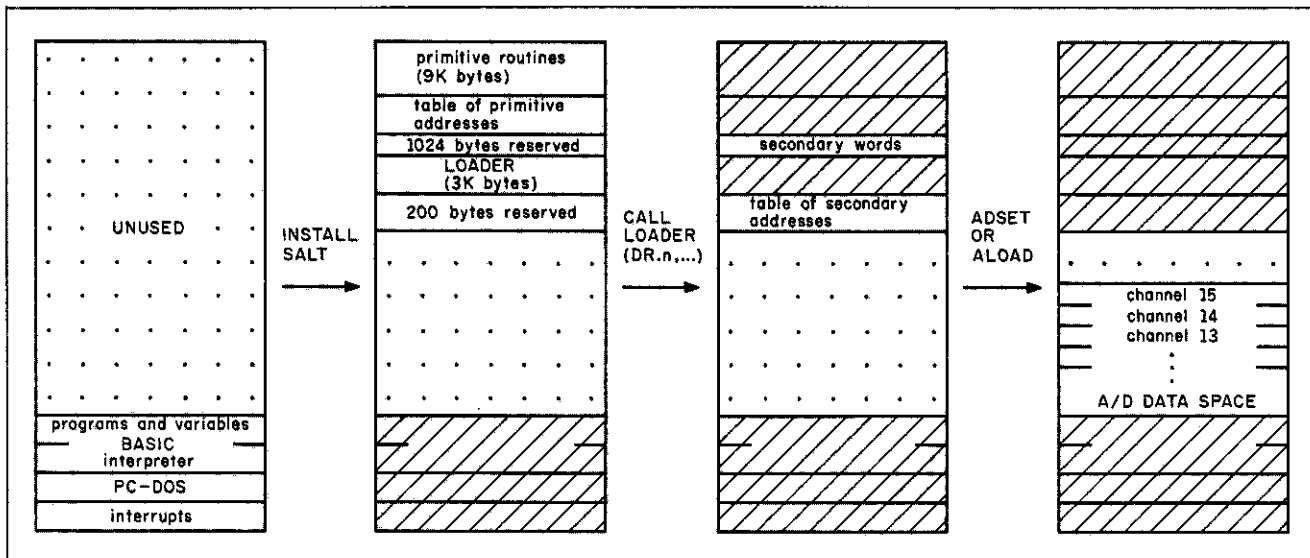 UNUSED
programs and variables
BASIC
interpreter
PC-DOS
interrupts
INSTALL
SALT
primitive routines
(9K bytes)
table of primitive
addresses
1024 bytes reserved
LOADER
(3K bytes)
200 bytes reserved
CALL
LOADER
(DR.n,...)
secondary words
table of secondary
addresses
ADSET
OR
ALOAD
channel 15
channel 14
channel 13
A/D DATA SPACE